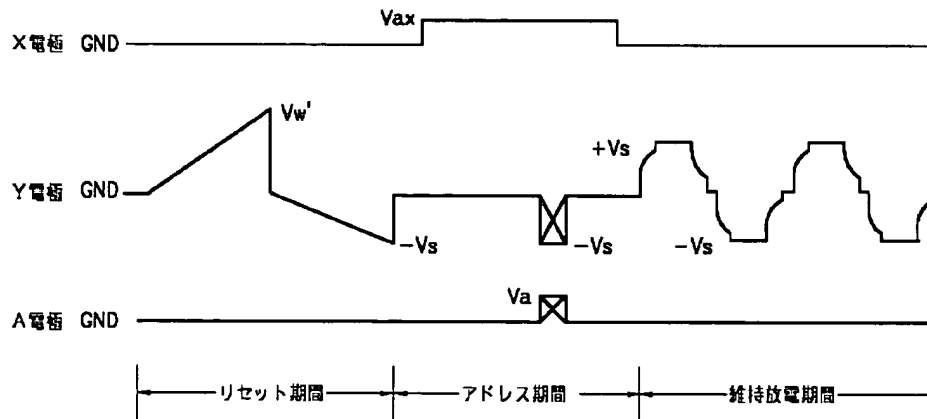 Vax
X電極 GND
Vw'
+Vs
Y電極 GND
-Vs
-Vs
-Vs
Va
A電極 GND
リセット期間
アドレス期間
維持放電期間